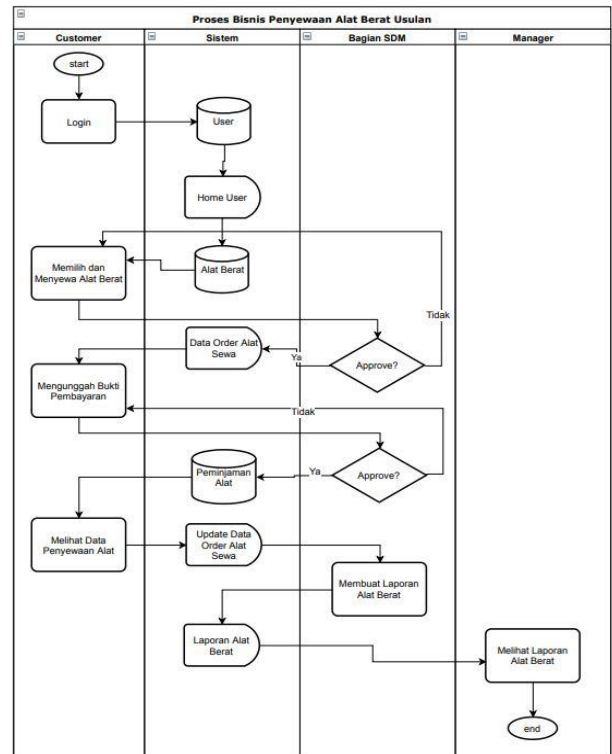 Proses Bisnis Penyewaan Alat Berat Usulan
Customer
Sistem
Bagian SDM
Manager
start
Login
User
Home User
Memilih dan
Menyewa Alat Berat
Alat Berat
Tidak
Data Order Alat
Sewa
Ya
Approve?
Mengunggah Bukti
Pembayaran
Tidak
Peminjaman
Alat
Ya
Approve?
Melihat Data
Penyewaan Alat
Update Data
Order Alat
Sewa
Membuat Laporan
Alat Berat
Laporan Alat
Berat
Melihat Laporan
Alat Berat
end